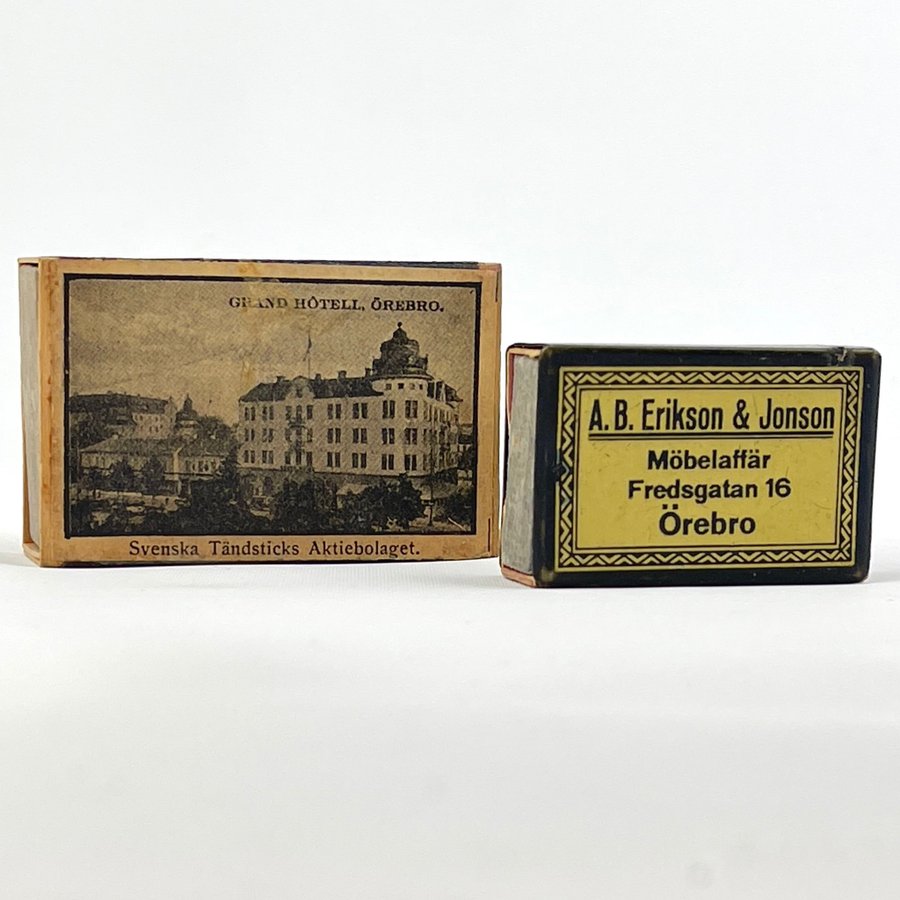 GRAND HÔTELL, ÖREBRO.
Svenska Tändsticks Aktiebolaget.
A.B. Erikson & Jonson
Möbelaffär
Fredsgatan 16
Örebro